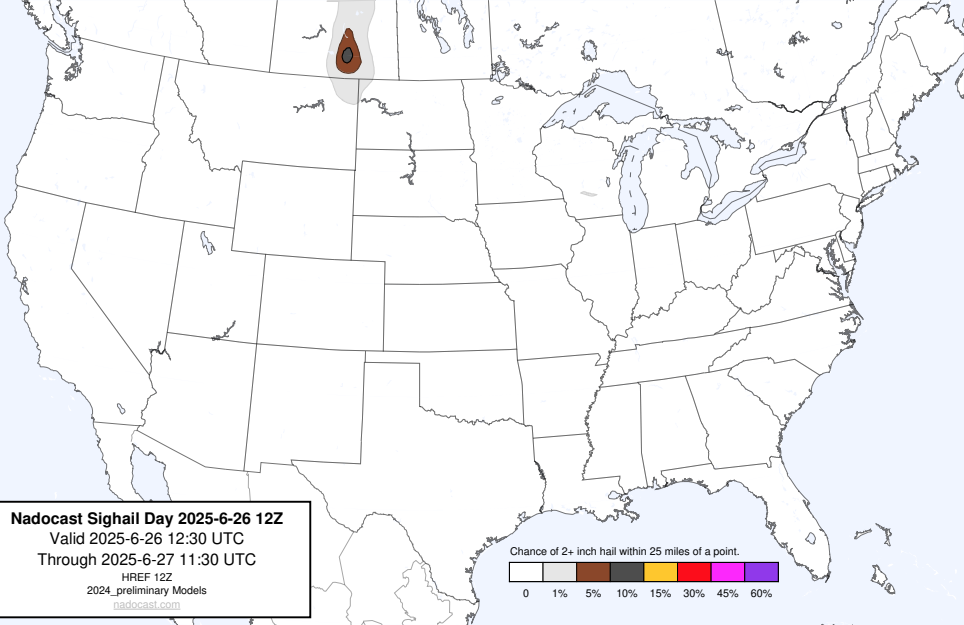 Nadocast Sighail Day 2025-6-26 12Z
Valid 2025-6-26 12:30 UTC
Through 2025-6-27 11:30 UTC
HREF 12Z
2024_preliminary Models
nadocast.com
Chance of 2+ inch hail within 25 miles of a point.
0 1% 5% 10% 15% 30% 45% 60%